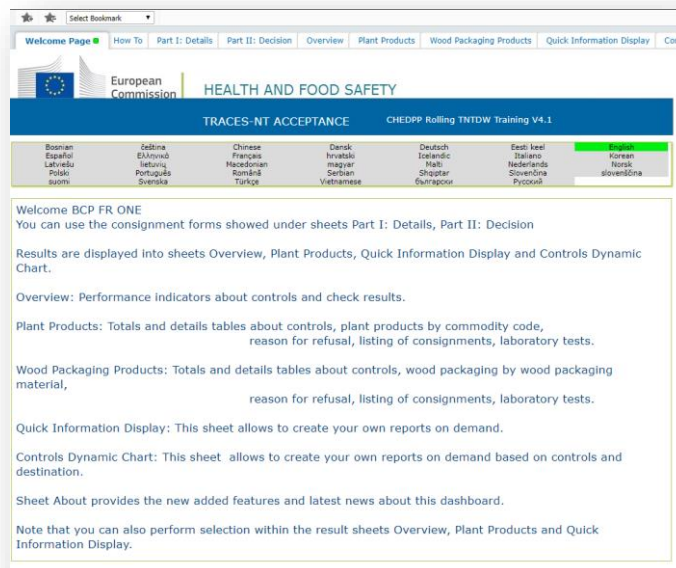 Select Bookmark
Welcome Page How To Part I: Details Part II: Decision Overview Plant Products Wood Packaging Products Quick Information Display Co
European
Commission
HEALTH AND FOOD SAFETY
TRACES-NT ACCEPTANCE CHEDPP Rolling TNTDW Training V4.1
Bosnian čeština Chinese Dansk Deutsch Eesti keel English
Español Ελληνικά Français hrvatski Icelandic Italiano Korean
Latviešu lietuvių Macedonian magyar Malti Nederlands Norsk
Polski Português Română Serbian Shqiptar Slovenčina slovenščina
suomi Svenska Türkçe Vietnamese български Русский
Welcome BCP FR ONE
You can use the consignment forms showed under sheets Part I: Details, Part II: Decision
Results are displayed into sheets Overview, Plant Products, Quick Information Display and Controls Dynamic
Chart.
Overview: Performance indicators about controls and check results.
Plant Products: Totals and details tables about controls, plant products by commodity code,
reason for refusal, listing of consignments, laboratory tests.
Wood Packaging Products: Totals and details tables about controls, wood packaging by wood packaging
material,
reason for refusal, listing of consignments, laboratory tests.
Quick Information Display: This sheet allows to create your own reports on demand.
Controls Dynamic Chart: This sheet allows to create your own reports on demand based on controls and
destination.
Sheet About provides the new added features and latest news about this dashboard.
Note that you can also perform selection within the result sheets Overview, Plant Products and Quick
Information Display.